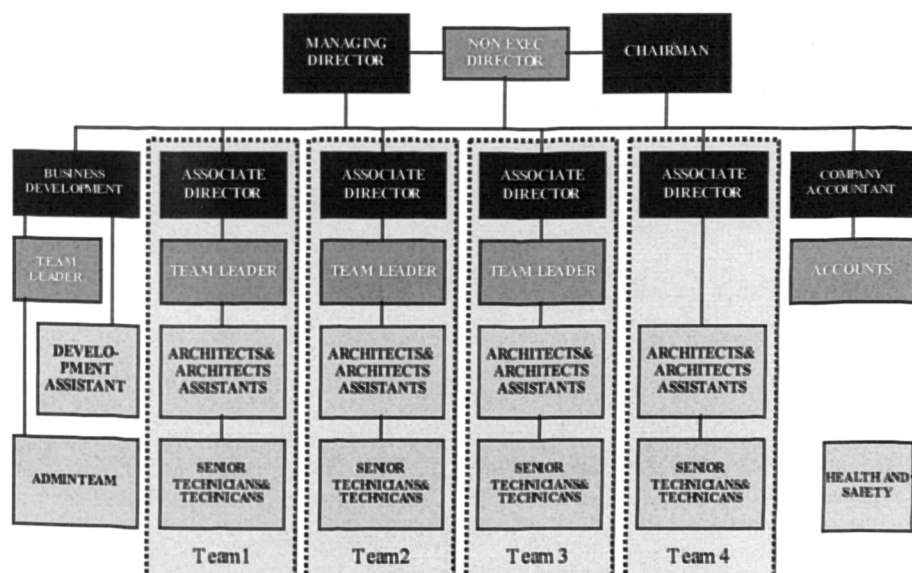 MANAGING
DIRECTOR
NON EXEC
DIRECTOR
CHAIRMAN
BUSINESS
DEVELOPMENT
ASSOCIATE
DIRECTOR
ASSOCIATE
DIRECTOR
ASSOCIATE
DIRECTOR
ASSOCIATE
DIRECTOR
COMPANY
ACCOUNTANT
TEAM
LEADER
TEAM LEADER
TEAM LEADER
TEAM LEADER
ACCOUNTS
DEVELO-
PMENT
ASSISTANT
ARCHITECTS&
ARCHITECTS
ASSISTANTS
ARCHITECTS&
ARCHITECTS
ASSISTANTS
ARCHITECTS&
ARCHITECTS
ASSISTANTS
ARCHITECTS&
ARCHITECTS
ASSISTANTS
ADMINTEAM
SENIOR
TECHNICIANS&
TECHNICANS
SENIOR
TECHNICIANS&
TECHNICANS
SENIOR
TECHNICIANS&
TECHNICANS
SENIOR
TECHNICIANS&
TECHNICANS
HEALTH AND
SAFETY
Team1
Team2
Team 3
Team 4